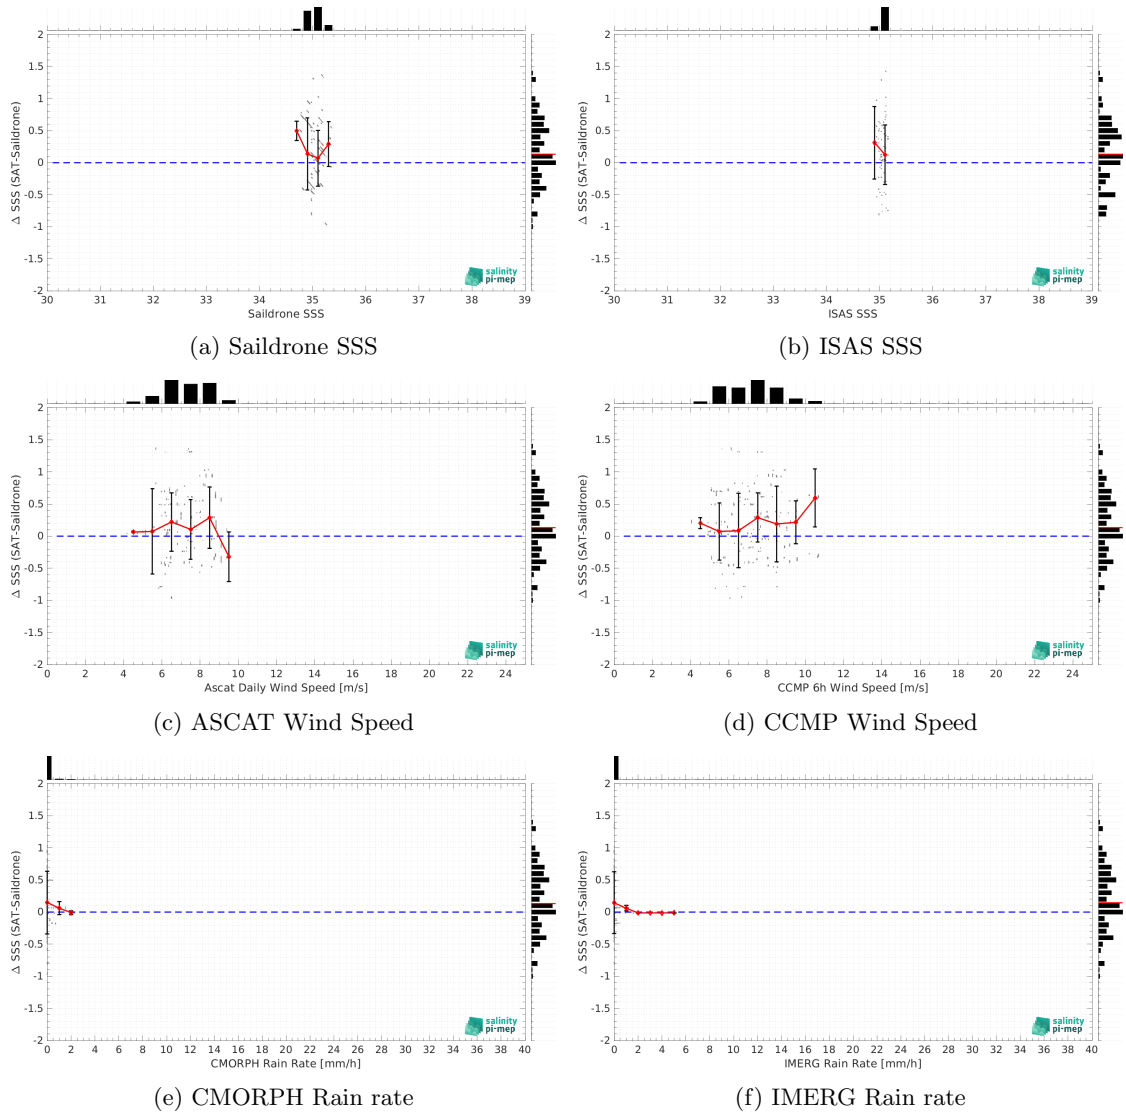 2
1.5
1
0.5
0
-0.5
-1
-1.5
-2
Δ SSS (SAT-Saildrone)
30 31 32 33 34 35 36 37 38 39
Saildrone SSS
salinity
pi-mep
(a) Saildrone SSS
2
1.5
1
0.5
0
-0.5
-1
-1.5
-2
Δ SSS (SAT-Saildrone)
30 31 32 33 34 35 36 37 38 39
ISAS SSS
salinity
pi-mep
(b) ISAS SSS
2
1.5
1
0.5
0
-0.5
-1
-1.5
-2
Δ SSS (SAT-Saildrone)
0 2 4 6 8 10 12 14 16 18 20 22 24
Ascat Daily Wind Speed [m/s]
salinity
pi-mep
(c) ASCAT Wind Speed
2
1.5
1
0.5
0
-0.5
-1
-1.5
-2
Δ SSS (SAT-Saildrone)
0 2 4 6 8 10 12 14 16 18 20 22 24
CCMP 6h Wind Speed [m/s]
salinity
pi-mep
(d) CCMP Wind Speed
2
1.5
1
0.5
0
-0.5
-1
-1.5
-2
Δ SSS (SAT-Saildrone)
0 2 4 6 8 10 12 14 16 18 20 22 24 26 28 30 32 34 36 38 40
CMORPH Rain Rate [mm/h]
salinity
pi-mep
(e) CMORPH Rain rate
2
1.5
1
0.5
0
-0.5
-1
-1.5
-2
Δ SSS (SAT-Saildrone)
0 2 4 6 8 10 12 14 16 18 20 22 24 26 28 30 32 34 36 38 40
IMERG Rain Rate [mm/h]
salinity
pi-mep
(f) IMERG Rain rate